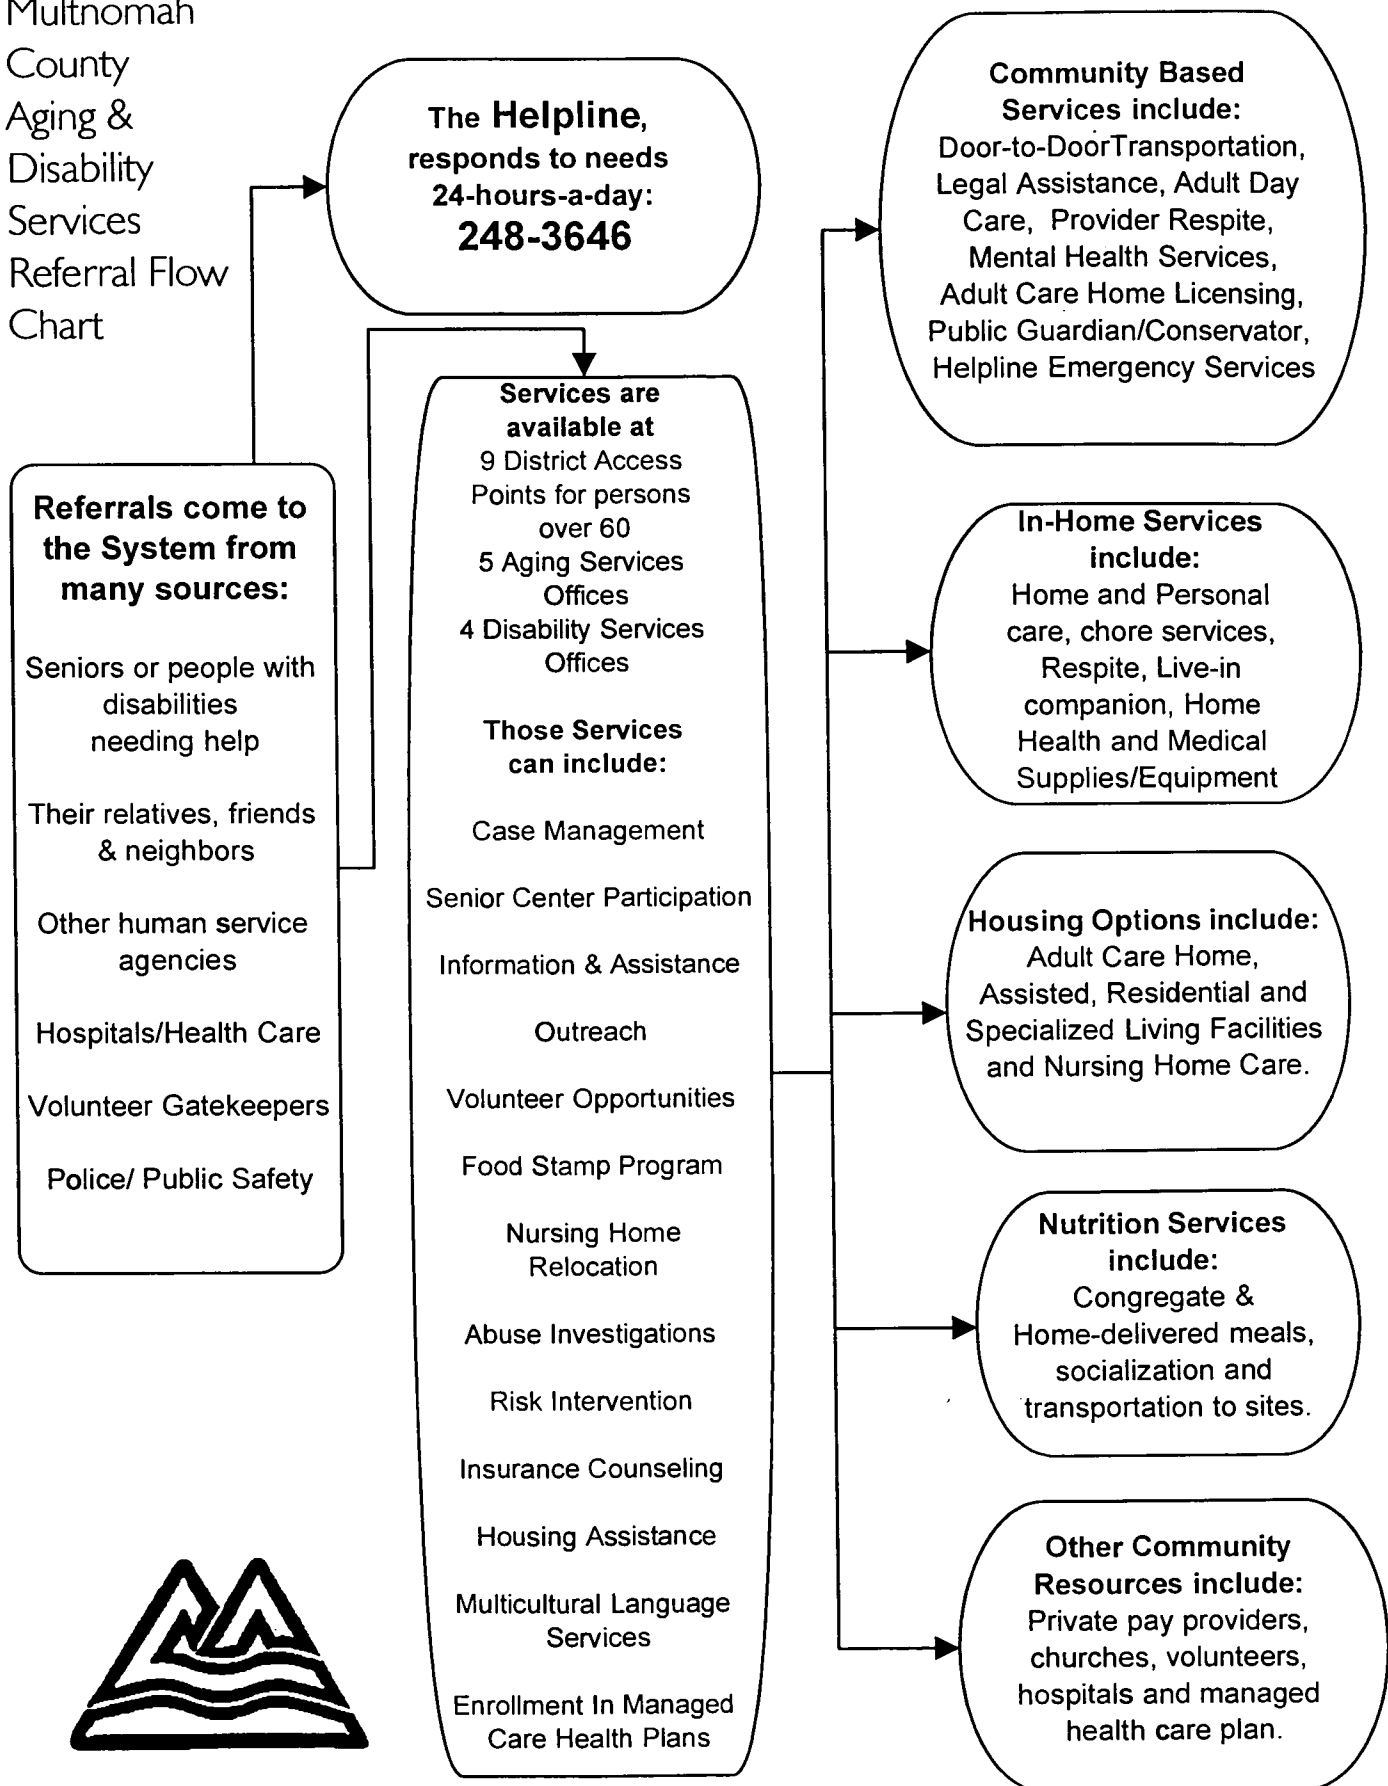 Multnomah
County
Aging &
Disability
Services
Referral Flow
Chart
The Helpline,
responds to needs
24-hours-a-day:
248-3646
Referrals come to
the System from
many sources:
Seniors or people with
disabilities
needing help
Their relatives, friends
& neighbors
Other human service
agencies
Hospitals/Health Care
Volunteer Gatekeepers
Police/ Public Safety
Services are
available at
9 District Access
Points for persons
over 60
5 Aging Services
Offices
4 Disability Services
Offices
Those Services
can include:
Case Management
Senior Center Participation
Information & Assistance
Outreach
Volunteer Opportunities
Food Stamp Program
Nursing Home
Relocation
Abuse Investigations
Risk Intervention
Insurance Counseling
Housing Assistance
Multicultural Language
Services
Enrollment In Managed
Care Health Plans
Community Based
Services include:
Door-to-DoorTransportation,
Legal Assistance, Adult Day
Care, Provider Respite,
Mental Health Services,
Adult Care Home Licensing,
Public Guardian/Conservator,
Helpline Emergency Services
In-Home Services
include:
Home and Personal
care, chore services,
Respite, Live-in
companion, Home
Health and Medical
Supplies/Equipment
Housing Options include:
Adult Care Home,
Assisted, Residential and
Specialized Living Facilities
and Nursing Home Care.
Nutrition Services
include:
Congregate &
Home-delivered meals,
socialization and
transportation to sites.
Other Community
Resources include:
Private pay providers,
churches, volunteers,
hospitals and managed
health care plan.